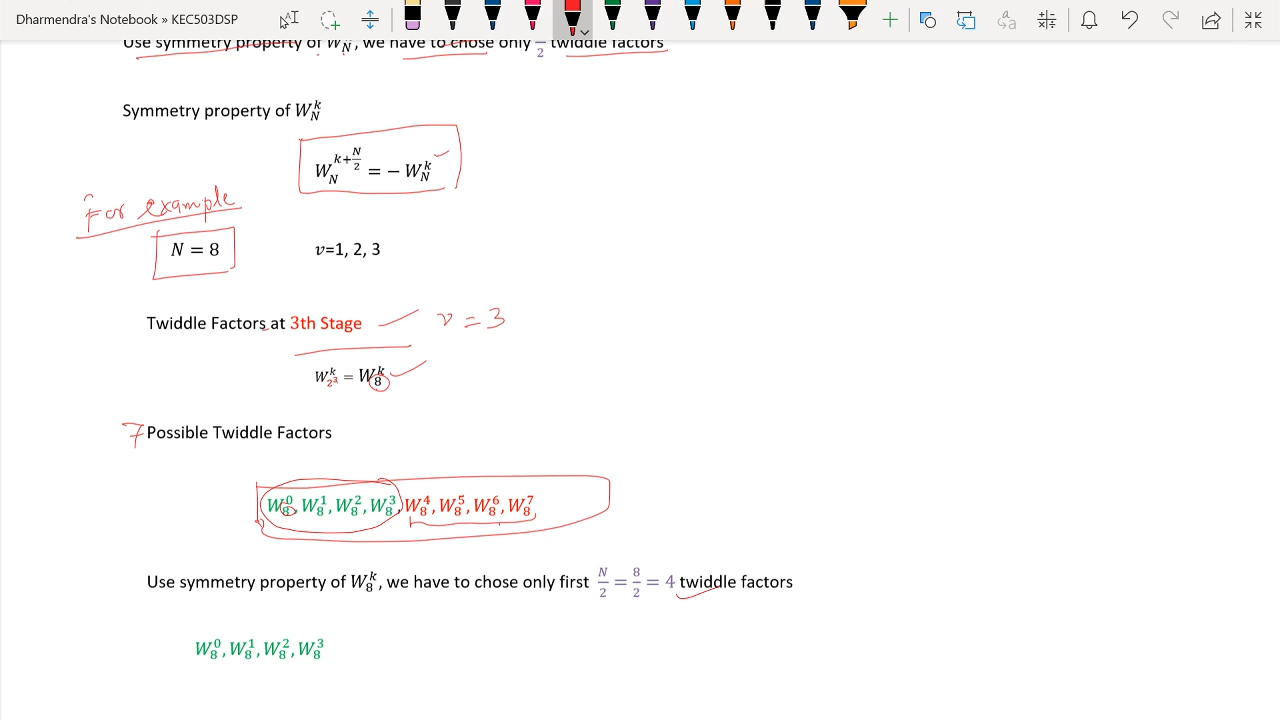 Dharmendra's Notebook » KEC503DSP
Use symmetry property of W_N, we have to chose only /2 twiddle factors
Symmetry property of W_N^k
W_N^{k+N/2} = − W_N^k
For example
N = 8 v=1, 2, 3
Twiddle Factors at 3th Stage v = 3
W_{2^3}^k = W_8^k
7 Possible Twiddle Factors
W_8^0, W_8^1, W_8^2, W_8^3, W_8^4, W_8^5, W_8^6, W_8^7
Use symmetry property of W_8^k, we have to chose only first N/2 = 8/2 = 4 twiddle factors
W_8^0, W_8^1, W_8^2, W_8^3